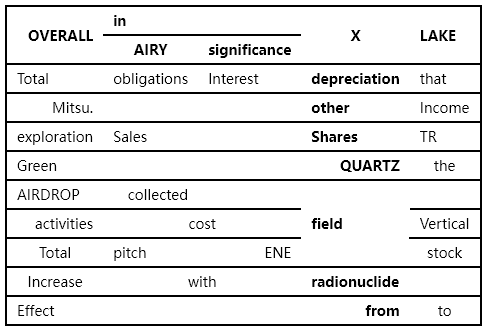 in
OVERALL X LAKE
AIRY significance
Total obligations Interest depreciation that
Mitsu. other Income
exploration Sales Shares TR
Green QUARTZ the
AIRDROP collected
activities cost field Vertical
Total pitch ENE stock
Increase with radionuclide
Effect from to